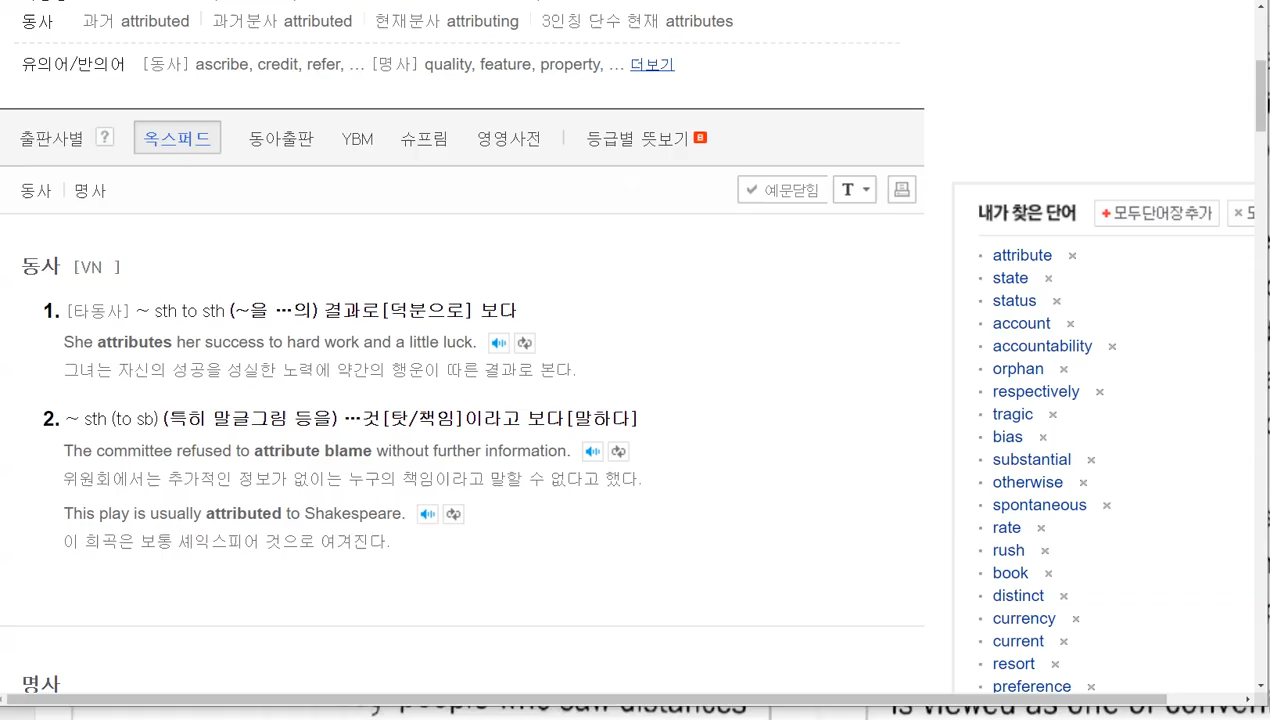 동사 과거 attributed 과거분사 attributed 현재분사 attributing 3인칭 단수 현재 attributes
유의어/반의어 [동사] ascribe, credit, refer, … [명사] quality, feature, property, … 더보기
출판사별 ? 옥스퍼드 동아출판 YBM 슈프림 영영사전 등급별 뜻보기
동사 명사 예문닫힘 T
내가 찾은 단어 모두단어장추가
동사 [VN ]
1. [타동사] ~ sth to sth (~을 …의) 결과로[덕분으로] 보다
She attributes her success to hard work and a little luck.
그녀는 자신의 성공을 성실한 노력에 약간의 행운이 따른 결과로 본다.
2. ~ sth (to sb) (특히 말글그림 등을) …것[탓/책임]이라고 보다[말하다]
The committee refused to attribute blame without further information.
위원회에서는 추가적인 정보가 없이는 누구의 책임이라고 말할 수 없다고 했다.
This play is usually attributed to Shakespeare.
이 희곡은 보통 셰익스피어 것으로 여겨진다.
명사
attribute
state
status
account
accountability
orphan
respectively
tragic
bias
substantial
otherwise
spontaneous
rate
rush
book
distinct
currency
current
resort
preference
people who saw distances
is viewed as one of conven